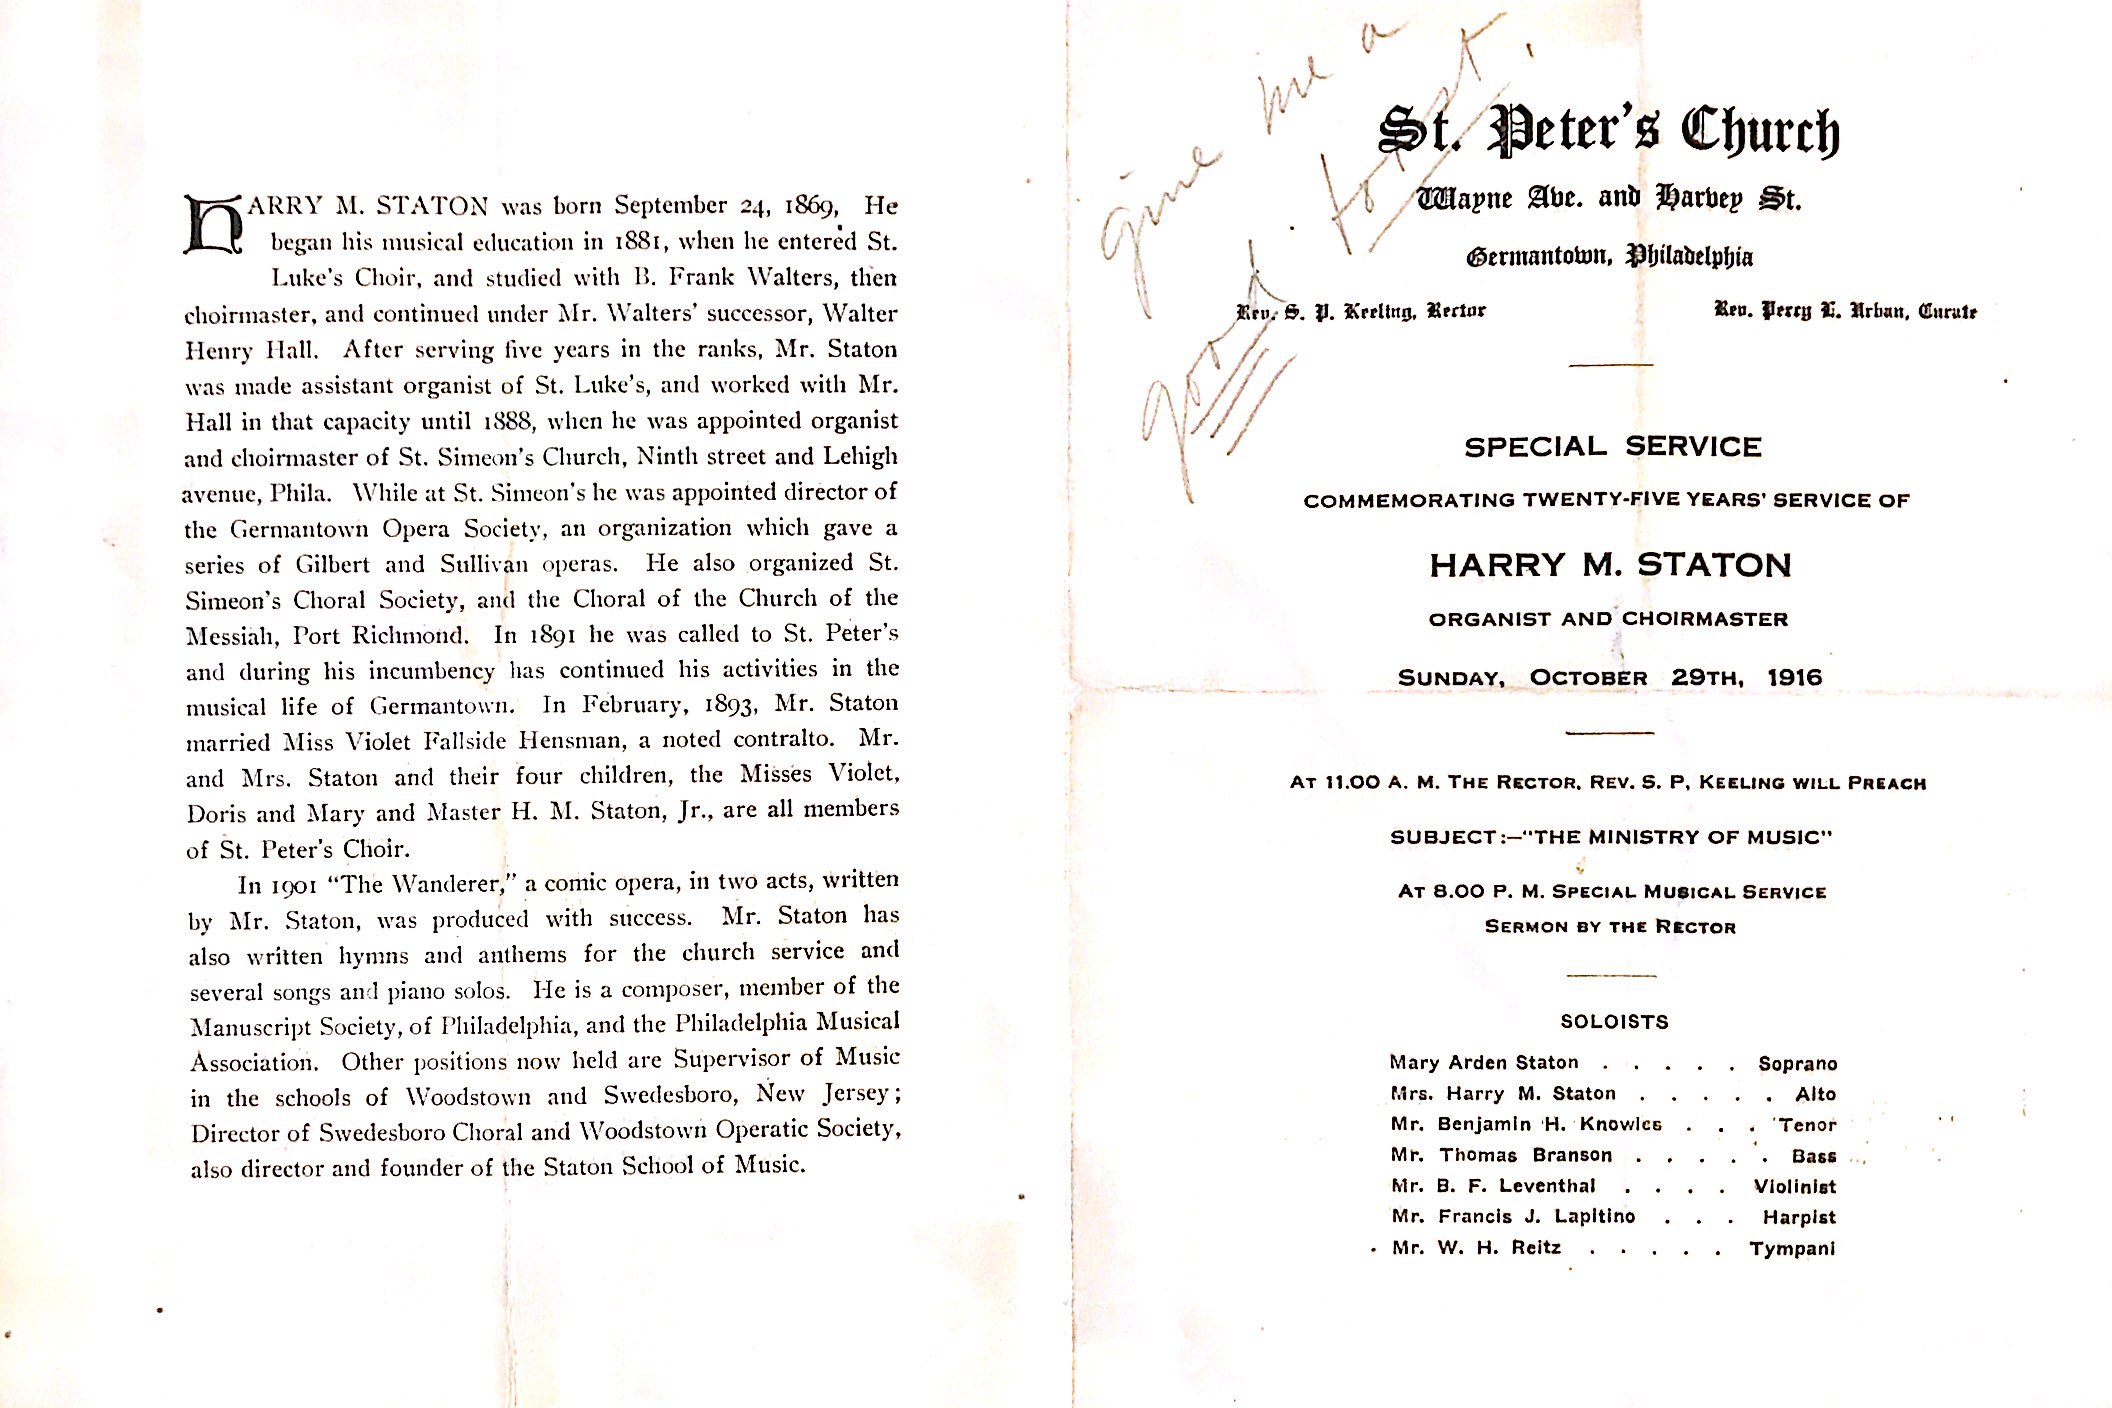 HARRY M. STATON was born September 24, 1869, He
began his musical education in 1881, when he entered St.
Luke's Choir, and studied with B. Frank Walters, then
choirmaster, and continued under Mr. Walters' successor, Walter
Henry Hall. After serving five years in the ranks, Mr. Staton
was made assistant organist of St. Luke's, and worked with Mr.
Hall in that capacity until 1888, when he was appointed organist
and choirmaster of St. Simeon's Church, Ninth street and Lehigh
avenue, Phila. While at St. Simeon's he was appointed director of
the Germantown Opera Society, an organization which gave a
series of Gilbert and Sullivan operas. He also organized St.
Simeon's Choral Society, and the Choral of the Church of the
Messiah, Port Richmond. In 1891 he was called to St. Peter's
and during his incumbency has continued his activities in the
musical life of Germantown. In February, 1893, Mr. Staton
married Miss Violet Fallside Hensman, a noted contralto. Mr.
and Mrs. Staton and their four children, the Misses Violet,
Doris and Mary and Master H. M. Staton, Jr., are all members
of St. Peter's Choir.
In 1901 “The Wanderer,” a comic opera, in two acts, written
by Mr. Staton, was produced with success. Mr. Staton has
also written hymns and anthems for the church service and
several songs and piano solos. He is a composer, member of the
Manuscript Society, of Philadelphia, and the Philadelphia Musical
Association. Other positions now held are Supervisor of Music
in the schools of Woodstown and Swedesboro, New Jersey;
Director of Swedesboro Choral and Woodstown Operatic Society,
also director and founder of the Staton School of Music.
give me a
good
St. Peter's Church
Wayne Ave. and Harvey St.
Germantown, Philadelphia
Rev. S. P. Keeling, Rector Rev. Percy L. Urban, Curate
SPECIAL SERVICE
COMMEMORATING TWENTY-FIVE YEARS' SERVICE OF
HARRY M. STATON
ORGANIST AND CHOIRMASTER
SUNDAY, OCTOBER 29TH, 1916
AT 11.00 A. M. THE RECTOR, REV. S. P, KEELING WILL PREACH
SUBJECT:—"THE MINISTRY OF MUSIC"
AT 8.00 P. M. SPECIAL MUSICAL SERVICE
SERMON BY THE RECTOR
SOLOISTS
Mary Arden Staton . . . . . Soprano
Mrs. Harry M. Staton . . . . . Alto
Mr. Benjamin H. Knowles . . . Tenor
Mr. Thomas Branson . . . . . Bass
Mr. B. F. Leventhal . . . . Violinist
Mr. Francis J. Lapitino . . . Harpist
Mr. W. H. Reitz . . . . . Tympani